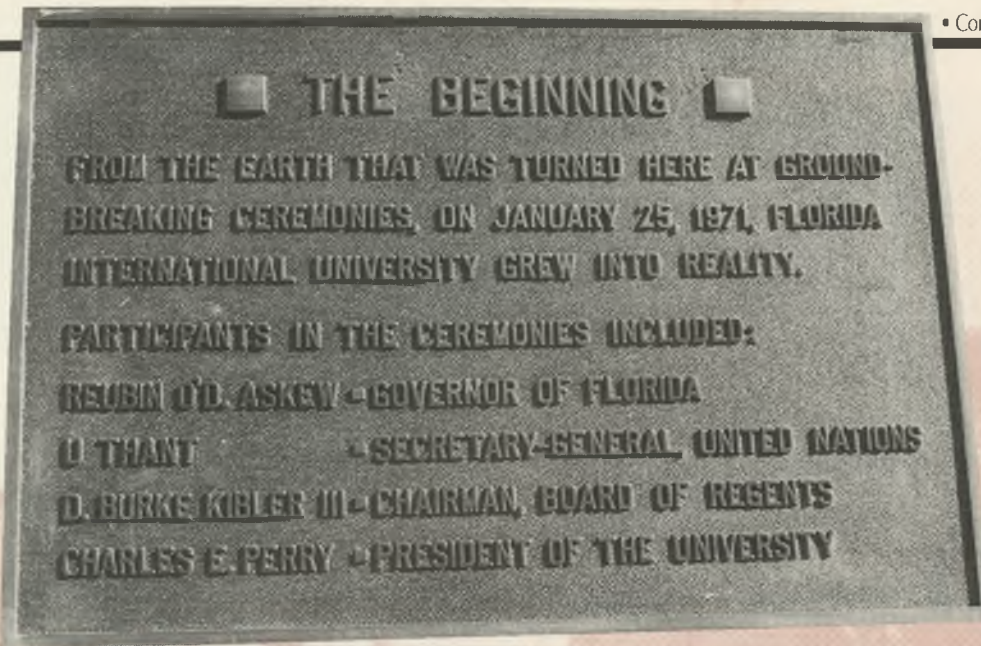 • Co
THE BEGINNING
FROM THE EARTH THAT WAS TURNED HERE AT GROUND-
BREAKING CEREMONIES, ON JANUARY 25, 1971, FLORIDA
INTERNATIONAL UNIVERSITY GREW INTO REALITY.
PARTICIPANTS IN THE CEREMONIES INCLUDED:
REUBIN O'D. ASKEW - GOVERNOR OF FLORIDA
U THANT - SECRETARY-GENERAL UNITED NATIONS
D. BURKE KIBLER III - CHAIRMAN, BOARD OF REGENTS
CHARLES E. PERRY - PRESIDENT OF THE UNIVERSITY